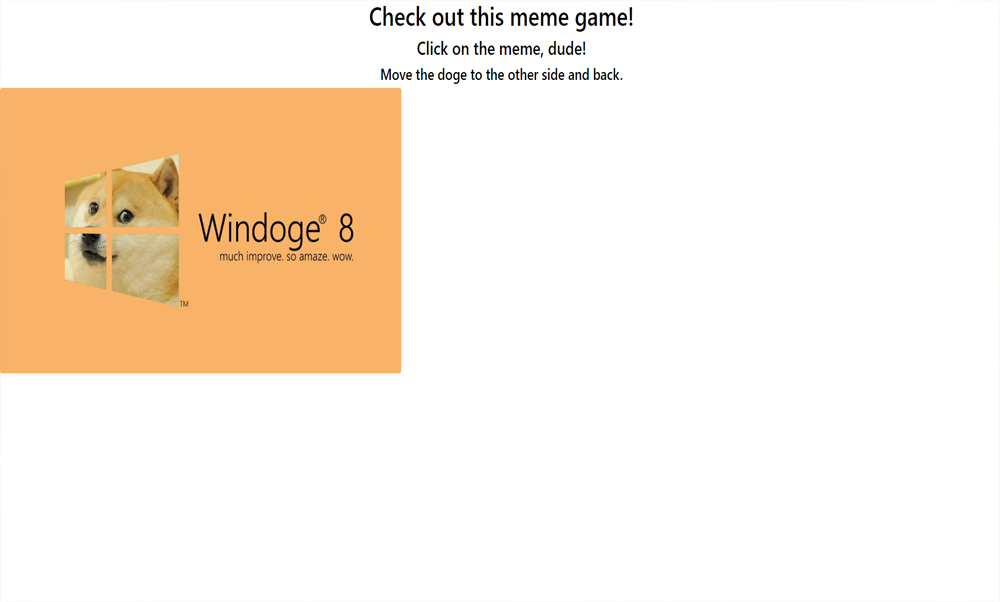 Check out this meme game!
Click on the meme, dude!
Move the doge to the other side and back.
Windoge® 8
much improve. so amaze. wow.
TM